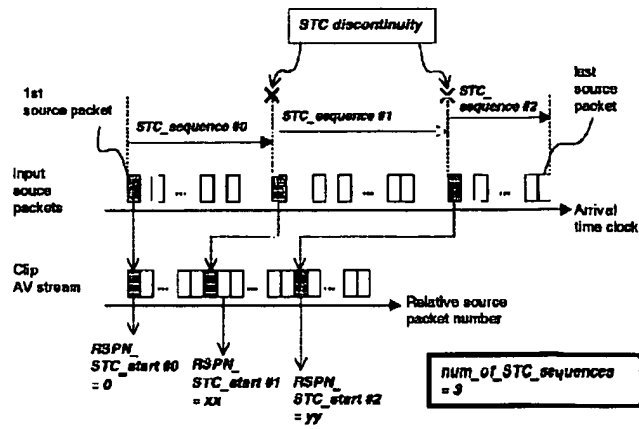 STC discontinuity
1st
source packet
STC_sequence #0
STC_sequence #1
STC_
sequence #2
last
source
packet
Input
souce
packets
...
...
...
Arrival
time clock
Clip
AV stream
...
...
...
Relative source
packet number
RSPN_
STC_start #0
= 0
RSPN_
STC_start #1
= xx
RSPN_
STC_start #2
= yy
num_of_STC_sequences
= 3